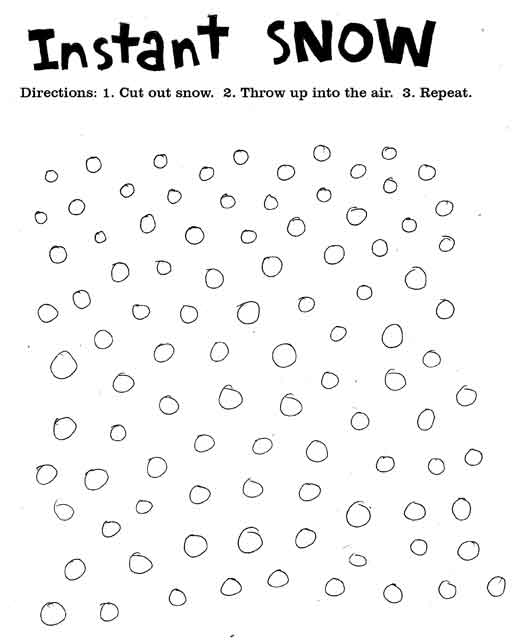 Instant SNOW
Directions: 1. Cut out snow. 2. Throw up into the air. 3. Repeat.